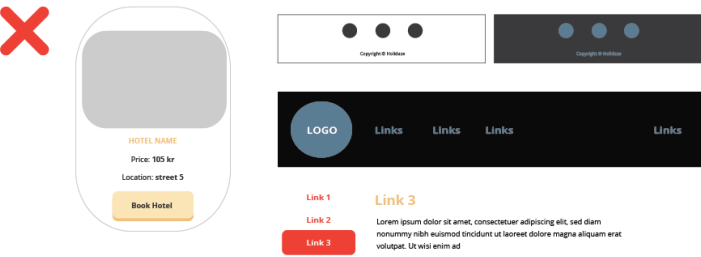 HOTEL NAME
Price: 105 kr
Location: street 5
Book Hotel
Copyright © Holidaze
Copyright © Holidaze
LOGO
Links
Links
Links
Links
Link 1
Link 2
Link 3
Link 3
Lorem ipsum dolor sit amet, consectetuer adipiscing elit, sed diam
nonummy nibh euismod tincidunt ut laoreet dolore magna aliquam erat
volutpat. Ut wisi enim ad